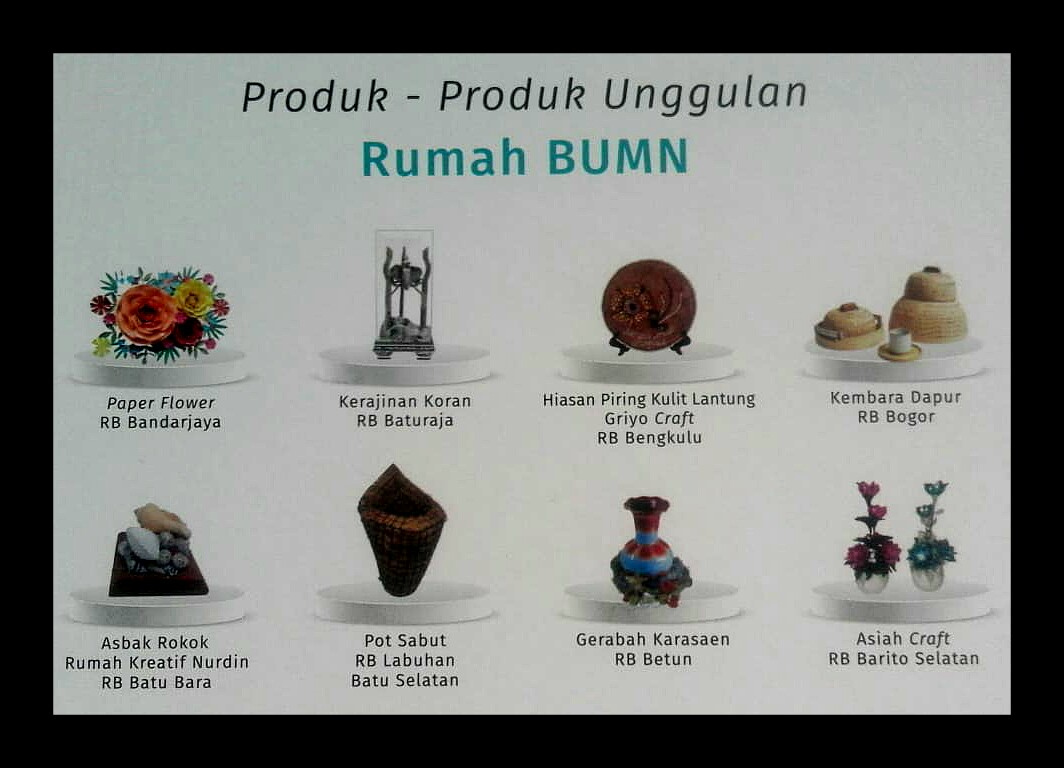 Produk - Produk Unggulan
Rumah BUMN
Paper Flower
RB Bandarjaya
Kerajinan Koran
RB Baturaja
Hiasan Piring Kulit Lantung
Griyo Craft
RB Bengkulu
Kembara Dapur
RB Bogor
Asbak Rokok
Rumah Kreatif Nurdin
RB Batu Bara
Pot Sabut
RB Labuhan
Batu Selatan
Gerabah Karasaen
RB Betun
Asiah Craft
RB Barito Selatan